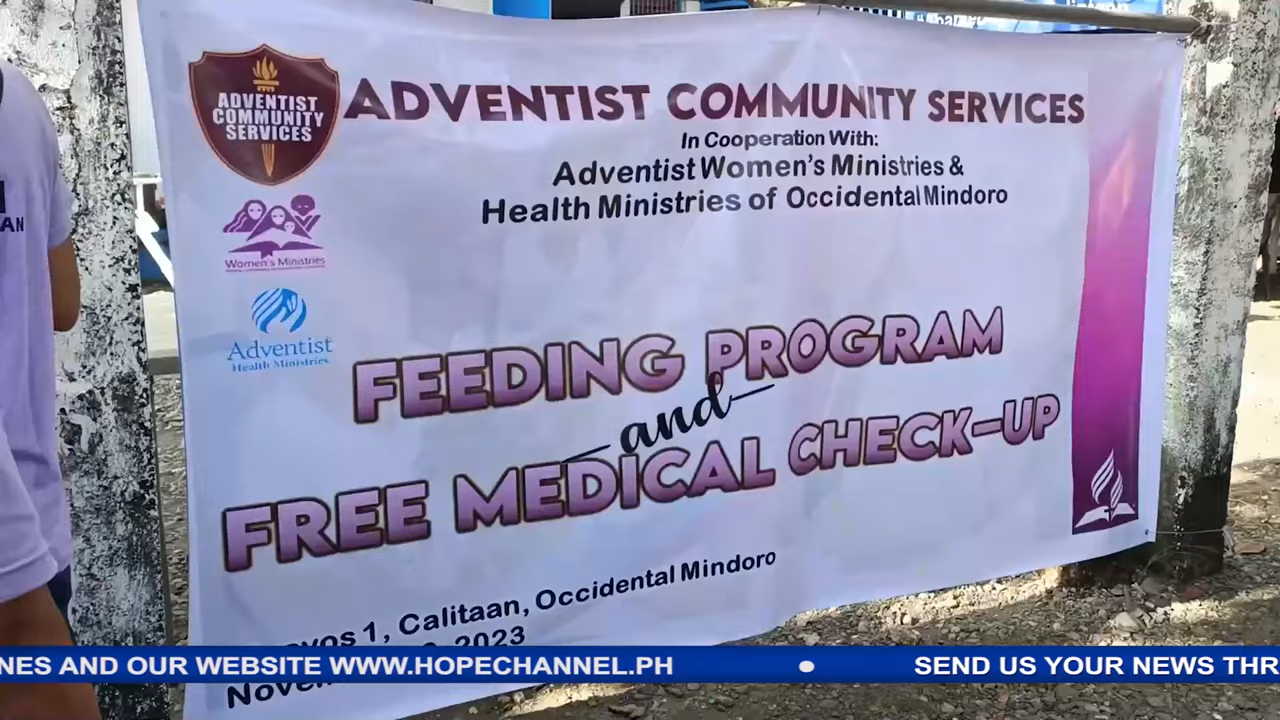 ADVENTIST COMMUNITY SERVICES
ADVENTIST
COMMUNITY
SERVICES
In Cooperation With:
Adventist Women's Ministries &
Health Ministries of Occidental Mindoro
Women's Ministries
Adventist
Health Ministries
FEEDING PROGRAM
and
FREE MEDICAL CHECK-UP
1, Calitaan, Occidental Mindoro
2023
AN
NES AND OUR WEBSITE WWW.HOPECHANNEL.PH • SEND US YOUR NEWS THR